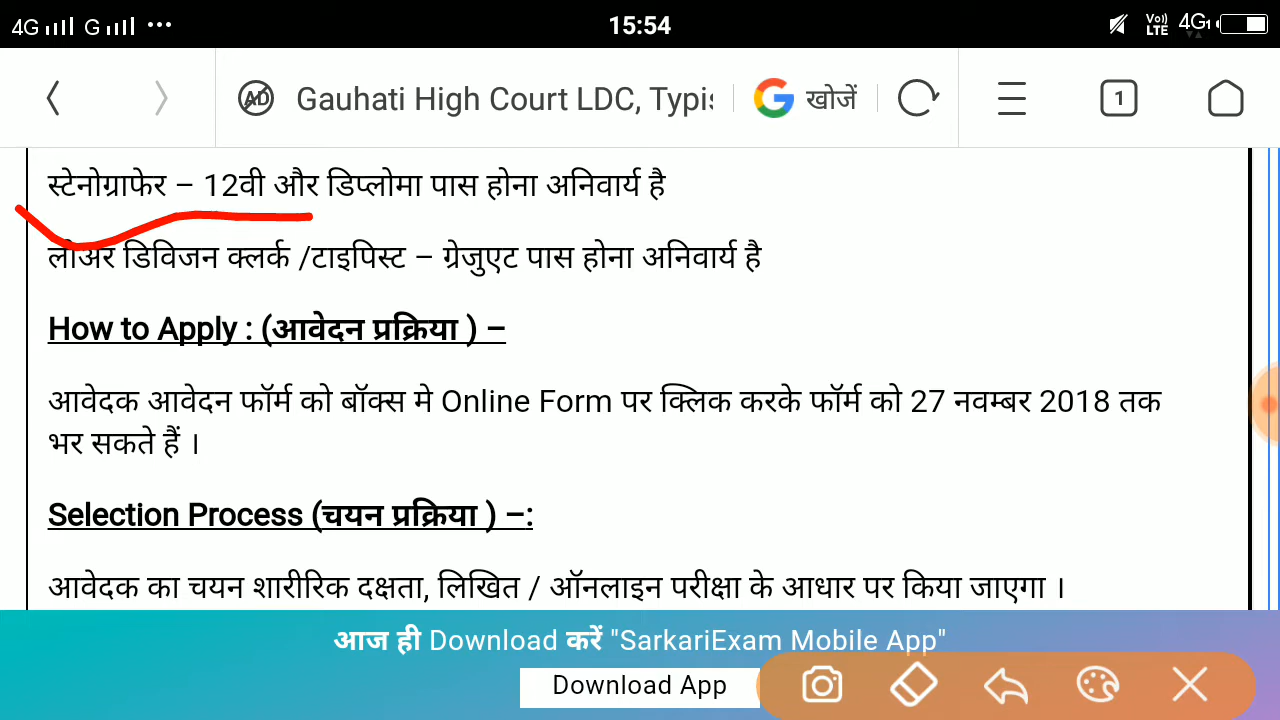 4G G 15:54 Vo)) LTE 4G
AD Gauhati High Court LDC, Typis G खोजें 1
स्टेनोग्राफेर – 12वी और डिप्लोमा पास होना अनिवार्य है
लोअर डिविजन क्लर्क /टाइपिस्ट – ग्रेजुएट पास होना अनिवार्य है
How to Apply : (आवेदन प्रक्रिया ) –
आवेदक आवेदन फॉर्म को बॉक्स मे Online Form पर क्लिक करके फॉर्म को 27 नवम्बर 2018 तक
भर सकते हैं ।
Selection Process (चयन प्रक्रिया ) –:
आवेदक का चयन शारीरिक दक्षता, लिखित / ऑनलाइन परीक्षा के आधार पर किया जाएगा ।
आज ही Download करें "SarkariExam Mobile App"
Download App